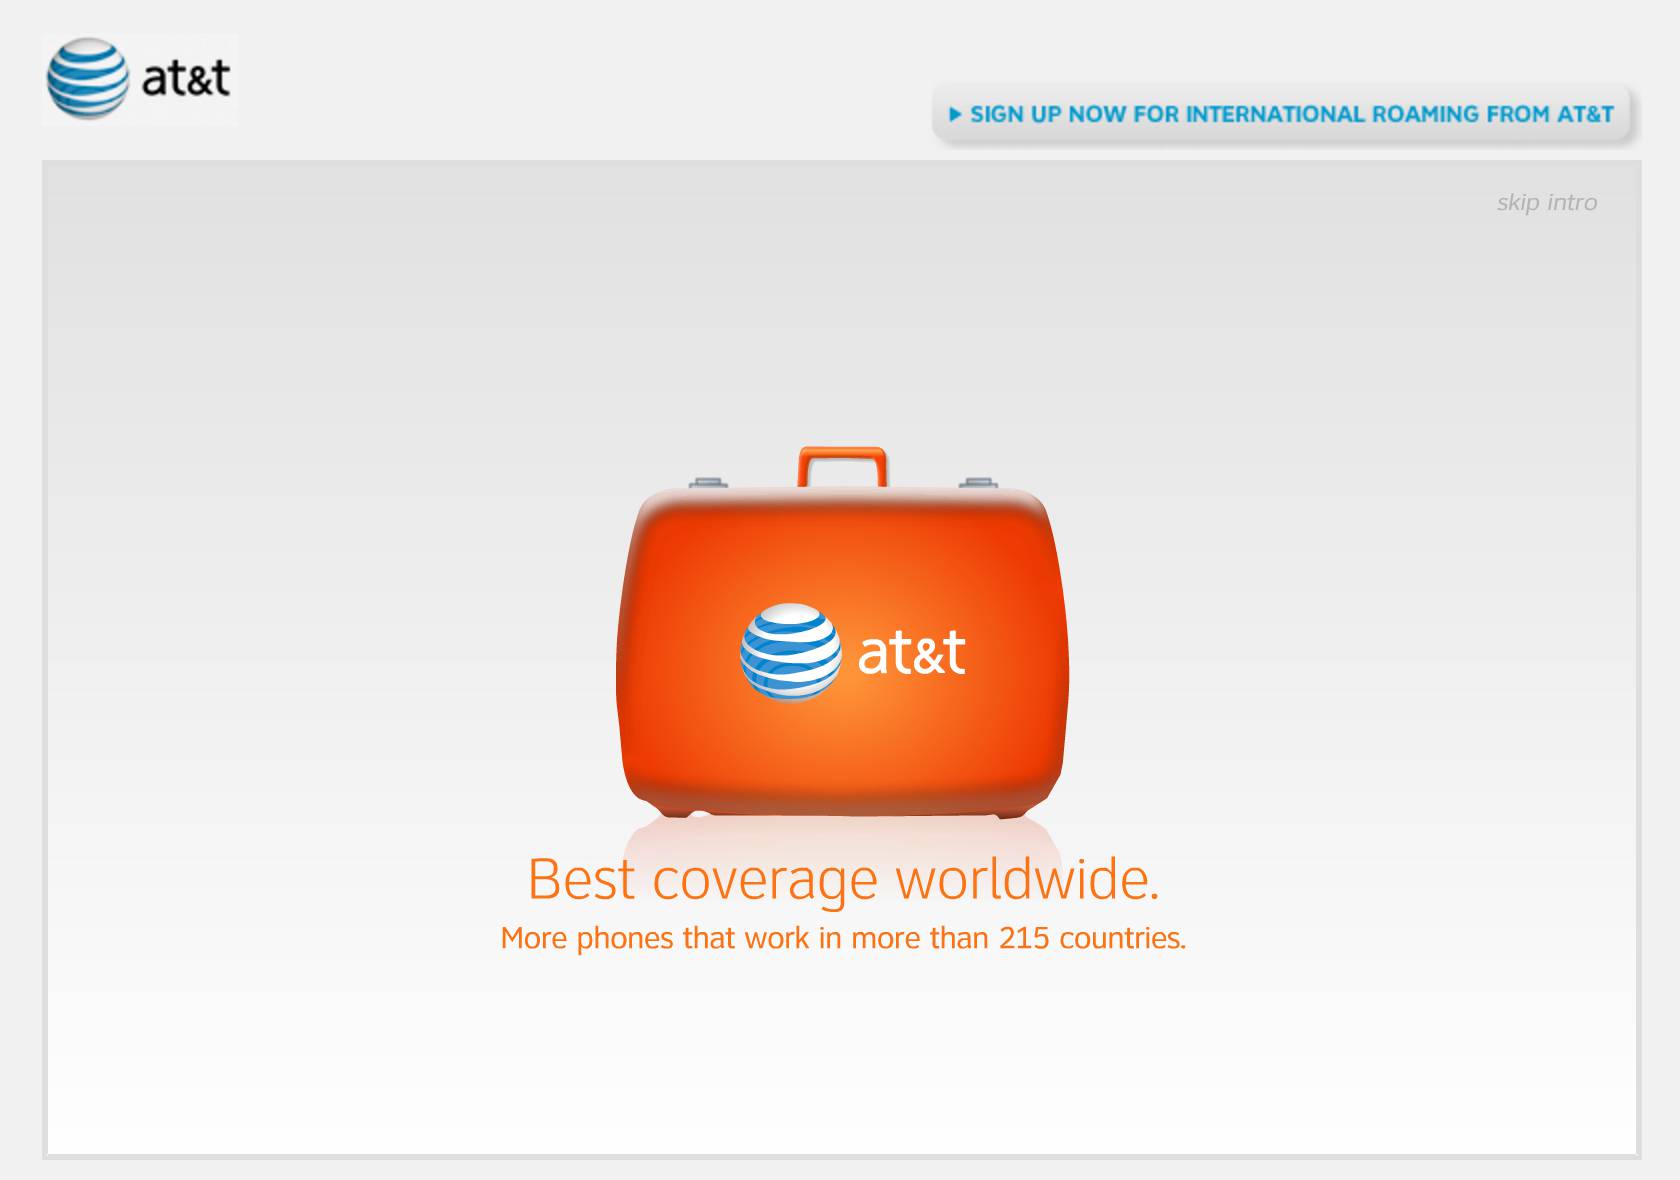 at&t
SIGN UP NOW FOR INTERNATIONAL ROAMING FROM AT&T
skip intro
at&t
Best coverage worldwide.
More phones that work in more than 215 countries.